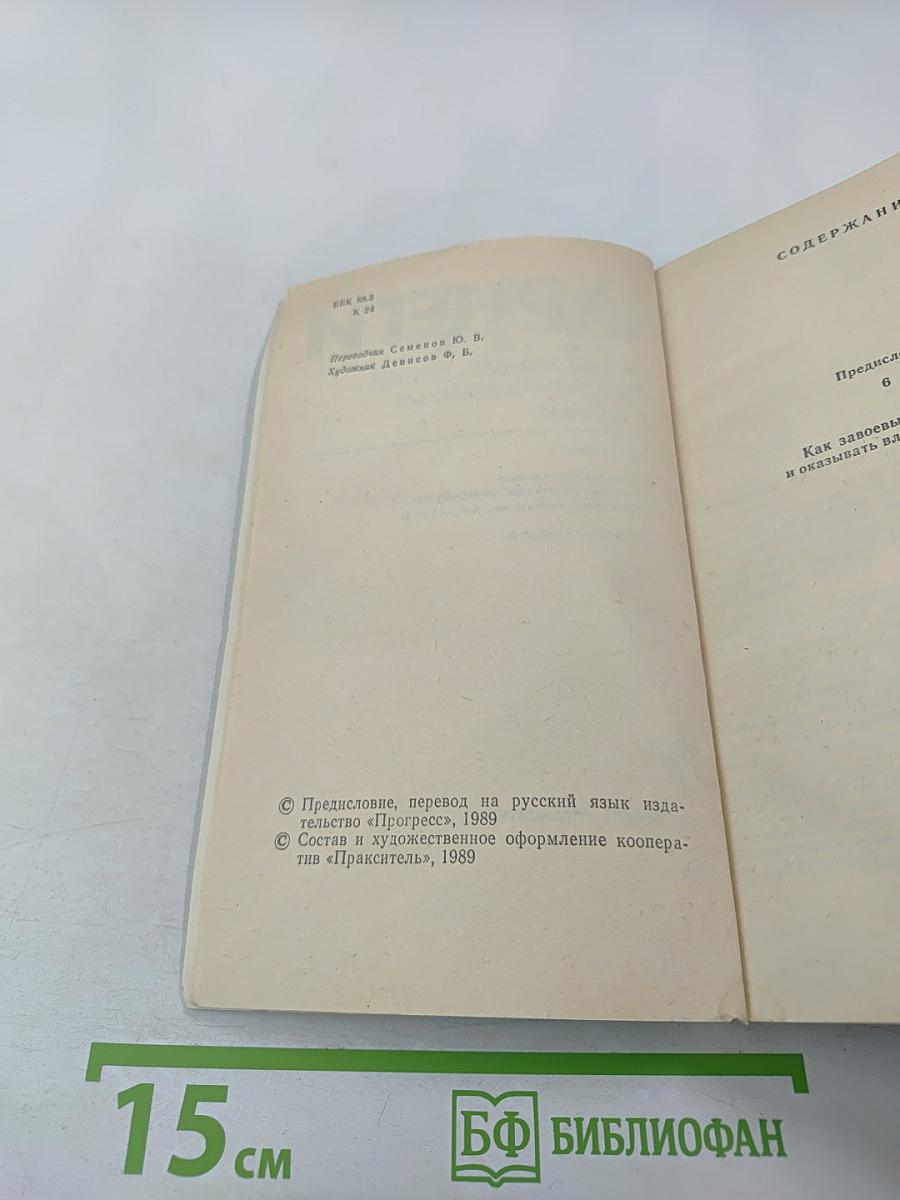 ББК 88.5
К 24
Переводчик Семенов Ю. В.
Художник Денисов Ф. Б.
© Предисловие, перевод на русский язык изда-
тельство «Прогресс», 1989
© Состав и художественное оформление коопера-
тив «Пракситель», 1989
СОДЕРЖАНИ
Предисло
6
Как завоевы
и оказывать вл
15 см
БФ БИБЛИОФАН